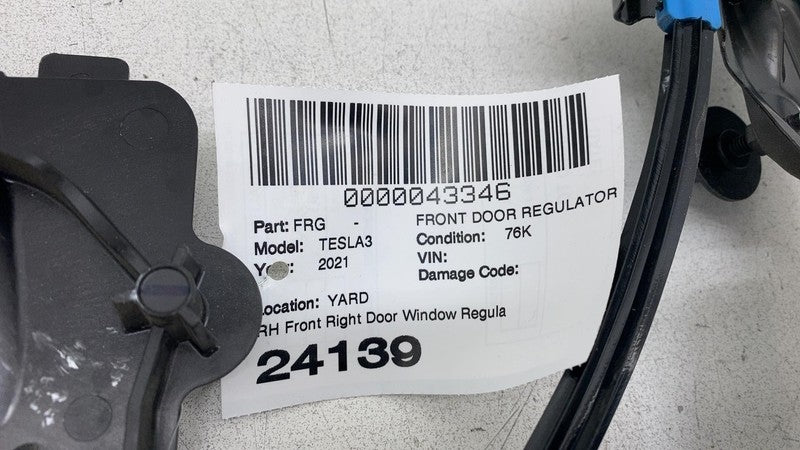 0000043346
Part: FRG - FRONT DOOR REGULATOR
Model: TESLA3 Condition: 76K
2021 VIN:
Damage Code:
Location: YARD
RH Front Right Door Window Regula
24139